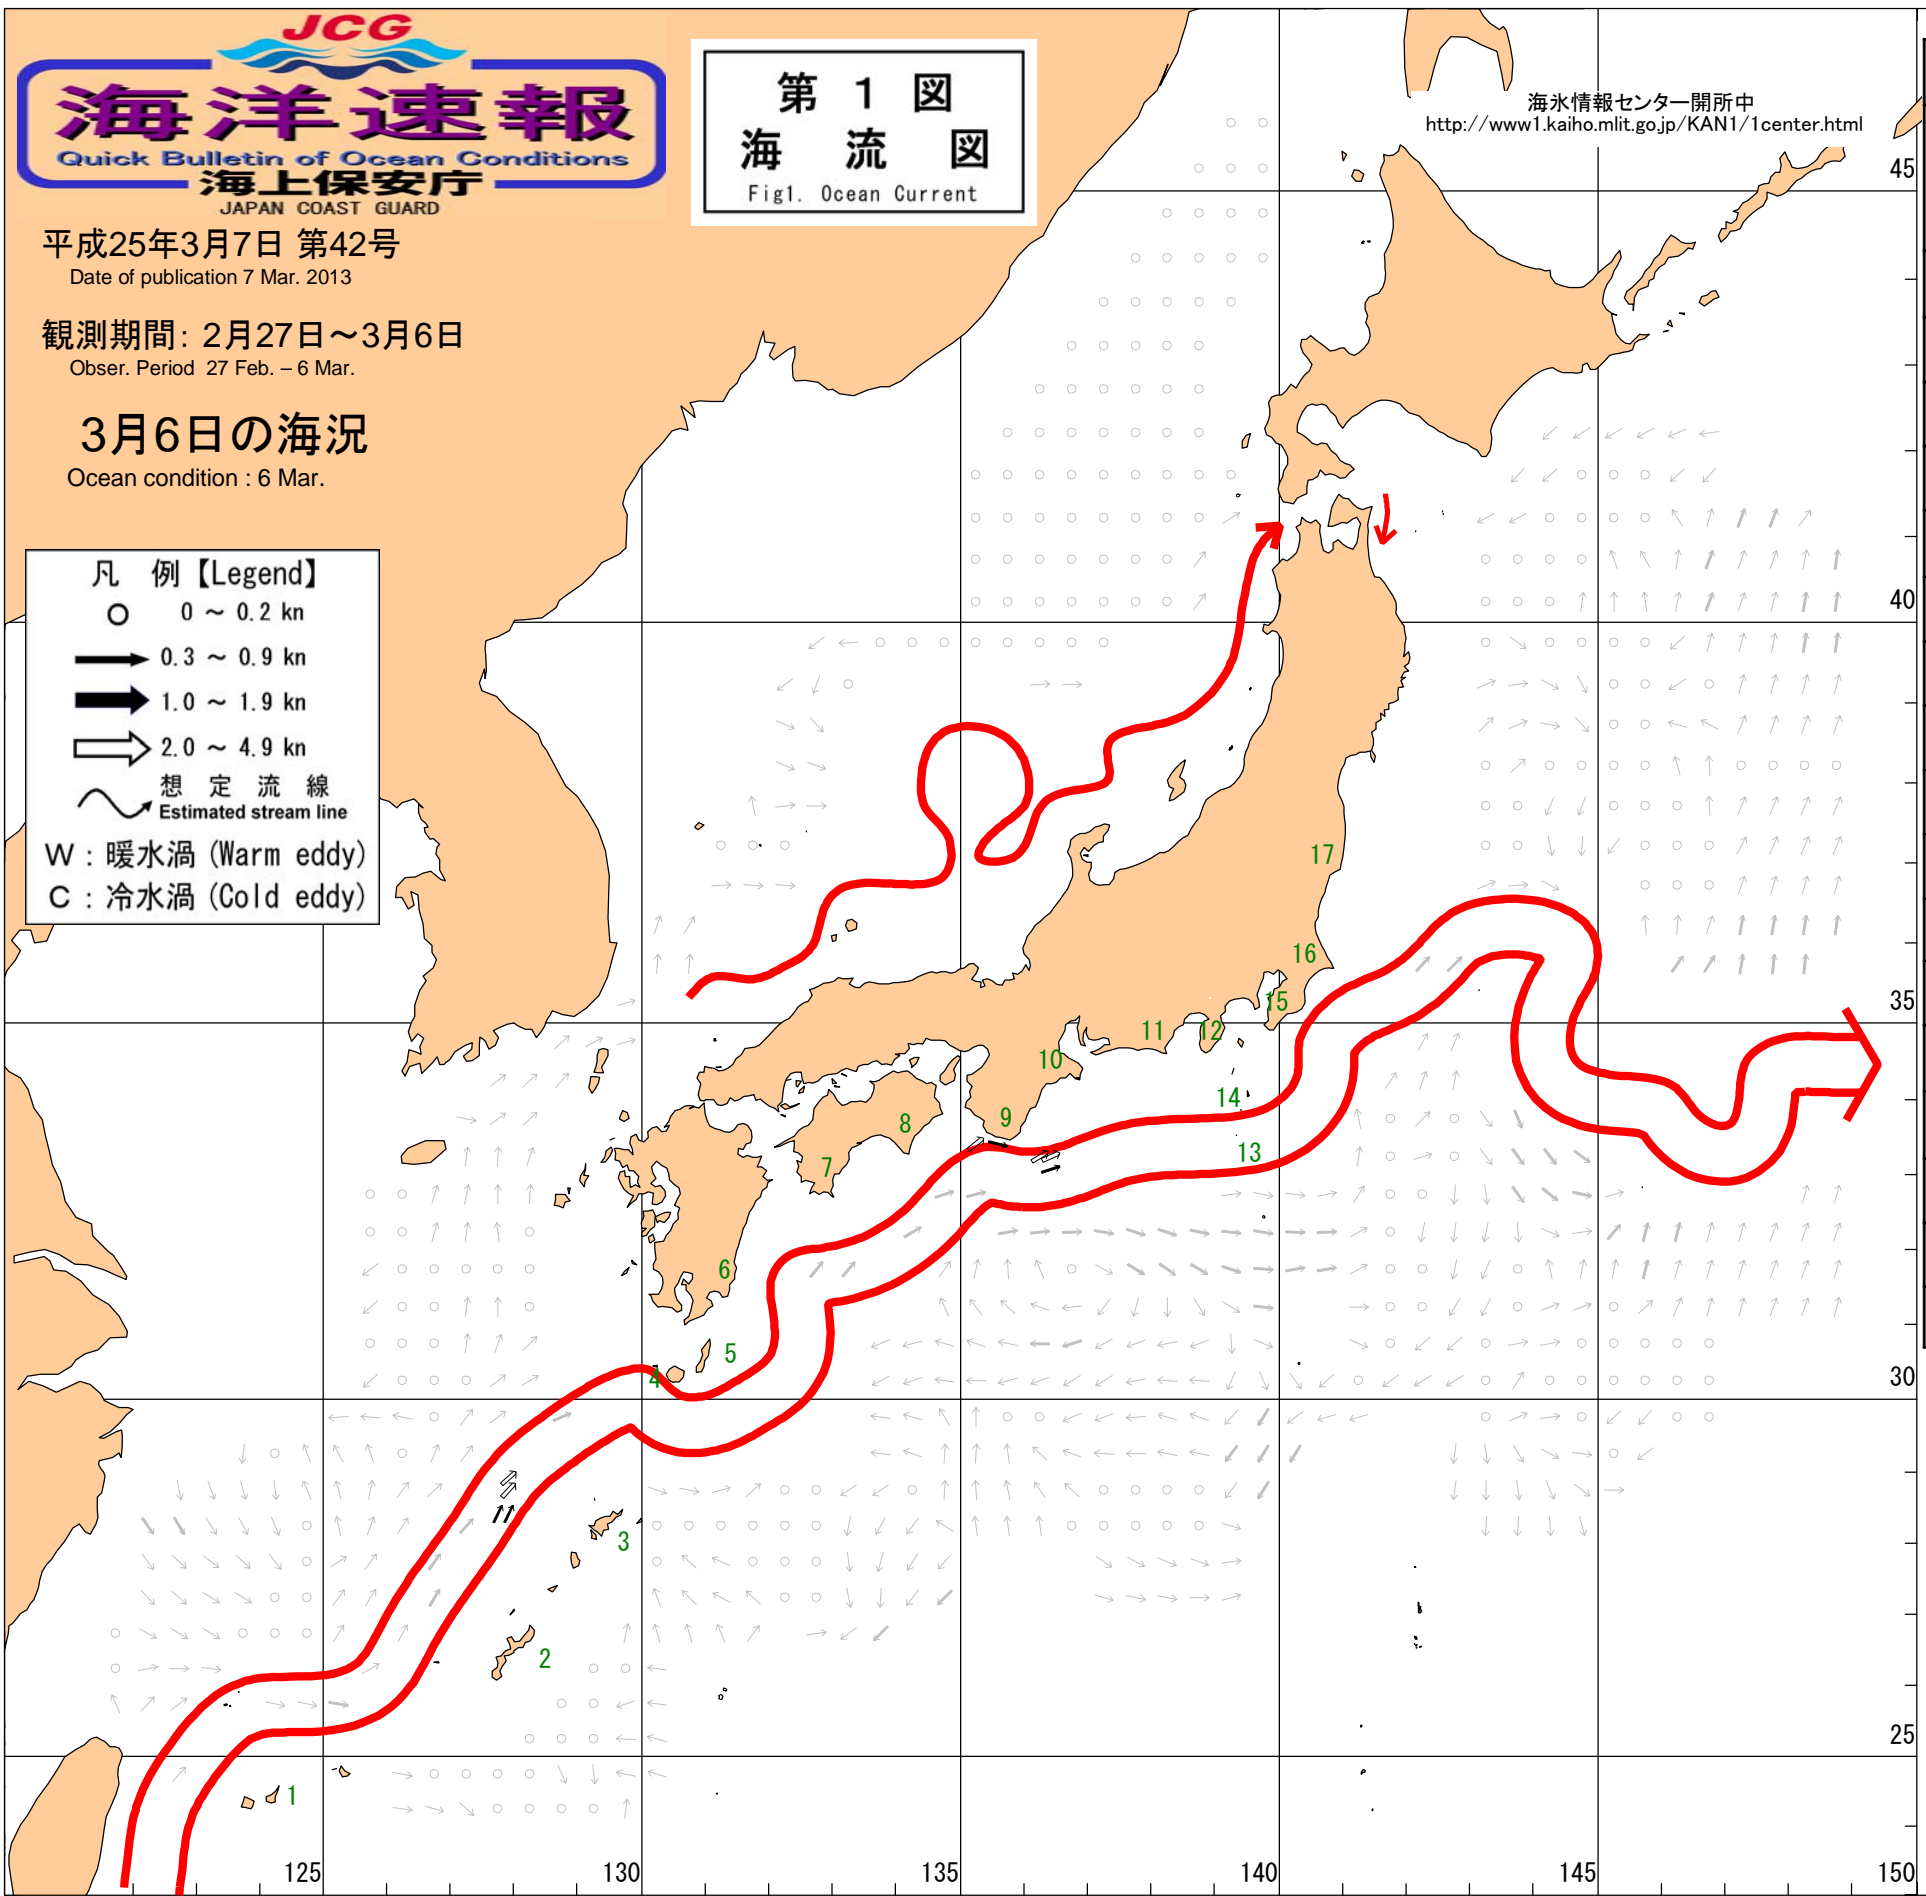 JCG
海洋速報
Quick Bulletin of Ocean Conditions
海上保安庁
JAPAN COAST GUARD
第 1 図
海 流 図
Fig1. Ocean Current
海氷情報センター開所中
http://www1.kaiho.mlit.go.jp/KAN1/1center.html
平成25年3月7日 第42号
Date of publication 7 Mar. 2013
観測期間: 2月27日～3月6日
Obser. Period 27 Feb. – 6 Mar.
3月6日の海況
Ocean condition : 6 Mar.
凡 例【Legend】
0 ～ 0.2 kn
0.3 ～ 0.9 kn
1.0 ～ 1.9 kn
2.0 ～ 4.9 kn
想 定 流 線
Estimated stream line
W : 暖水渦 (Warm eddy)
C : 冷水渦 (Cold eddy)
45
40
35
30
25
17
16
15
12
11
10
14
9
8
13
7
6
5
4
3
2
1
125
130
135
140
145
150